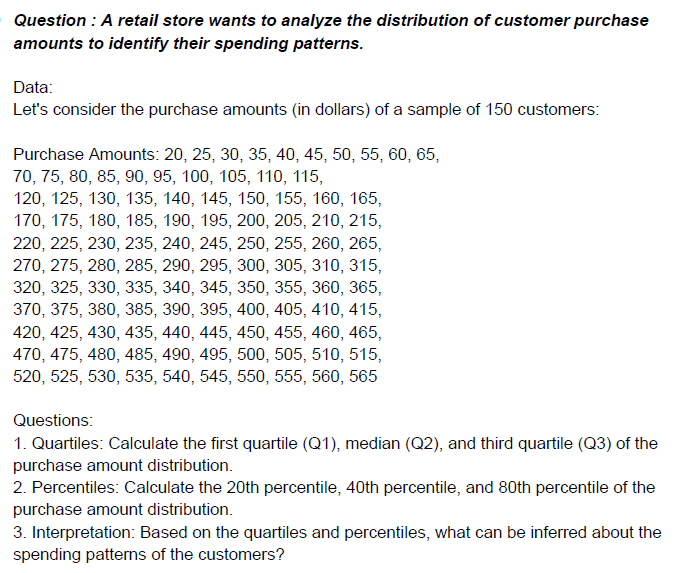 Question : A retail store wants to analyze the distribution of customer purchase
amounts to identify their spending patterns.
Data:
Let's consider the purchase amounts (in dollars) of a sample of 150 customers:
Purchase Amounts: 20, 25, 30, 35, 40, 45, 50, 55, 60, 65,
70, 75, 80, 85, 90, 95, 100, 105, 110, 115,
120, 125, 130, 135, 140, 145, 150, 155, 160, 165,
170, 175, 180, 185, 190, 195, 200, 205, 210, 215,
220, 225, 230, 235, 240, 245, 250, 255, 260, 265,
270, 275, 280, 285, 290, 295, 300, 305, 310, 315,
320, 325, 330, 335, 340, 345, 350, 355, 360, 365,
370, 375, 380, 385, 390, 395, 400, 405, 410, 415,
420, 425, 430, 435, 440, 445, 450, 455, 460, 465,
470, 475, 480, 485, 490, 495, 500, 505, 510, 515,
520, 525, 530, 535, 540, 545, 550, 555, 560, 565
Questions:
1. Quartiles: Calculate the first quartile (Q1), median (Q2), and third quartile (Q3) of the
purchase amount distribution.
2. Percentiles: Calculate the 20th percentile, 40th percentile, and 80th percentile of the
purchase amount distribution.
3. Interpretation: Based on the quartiles and percentiles, what can be inferred about the
spending patterns of the customers?